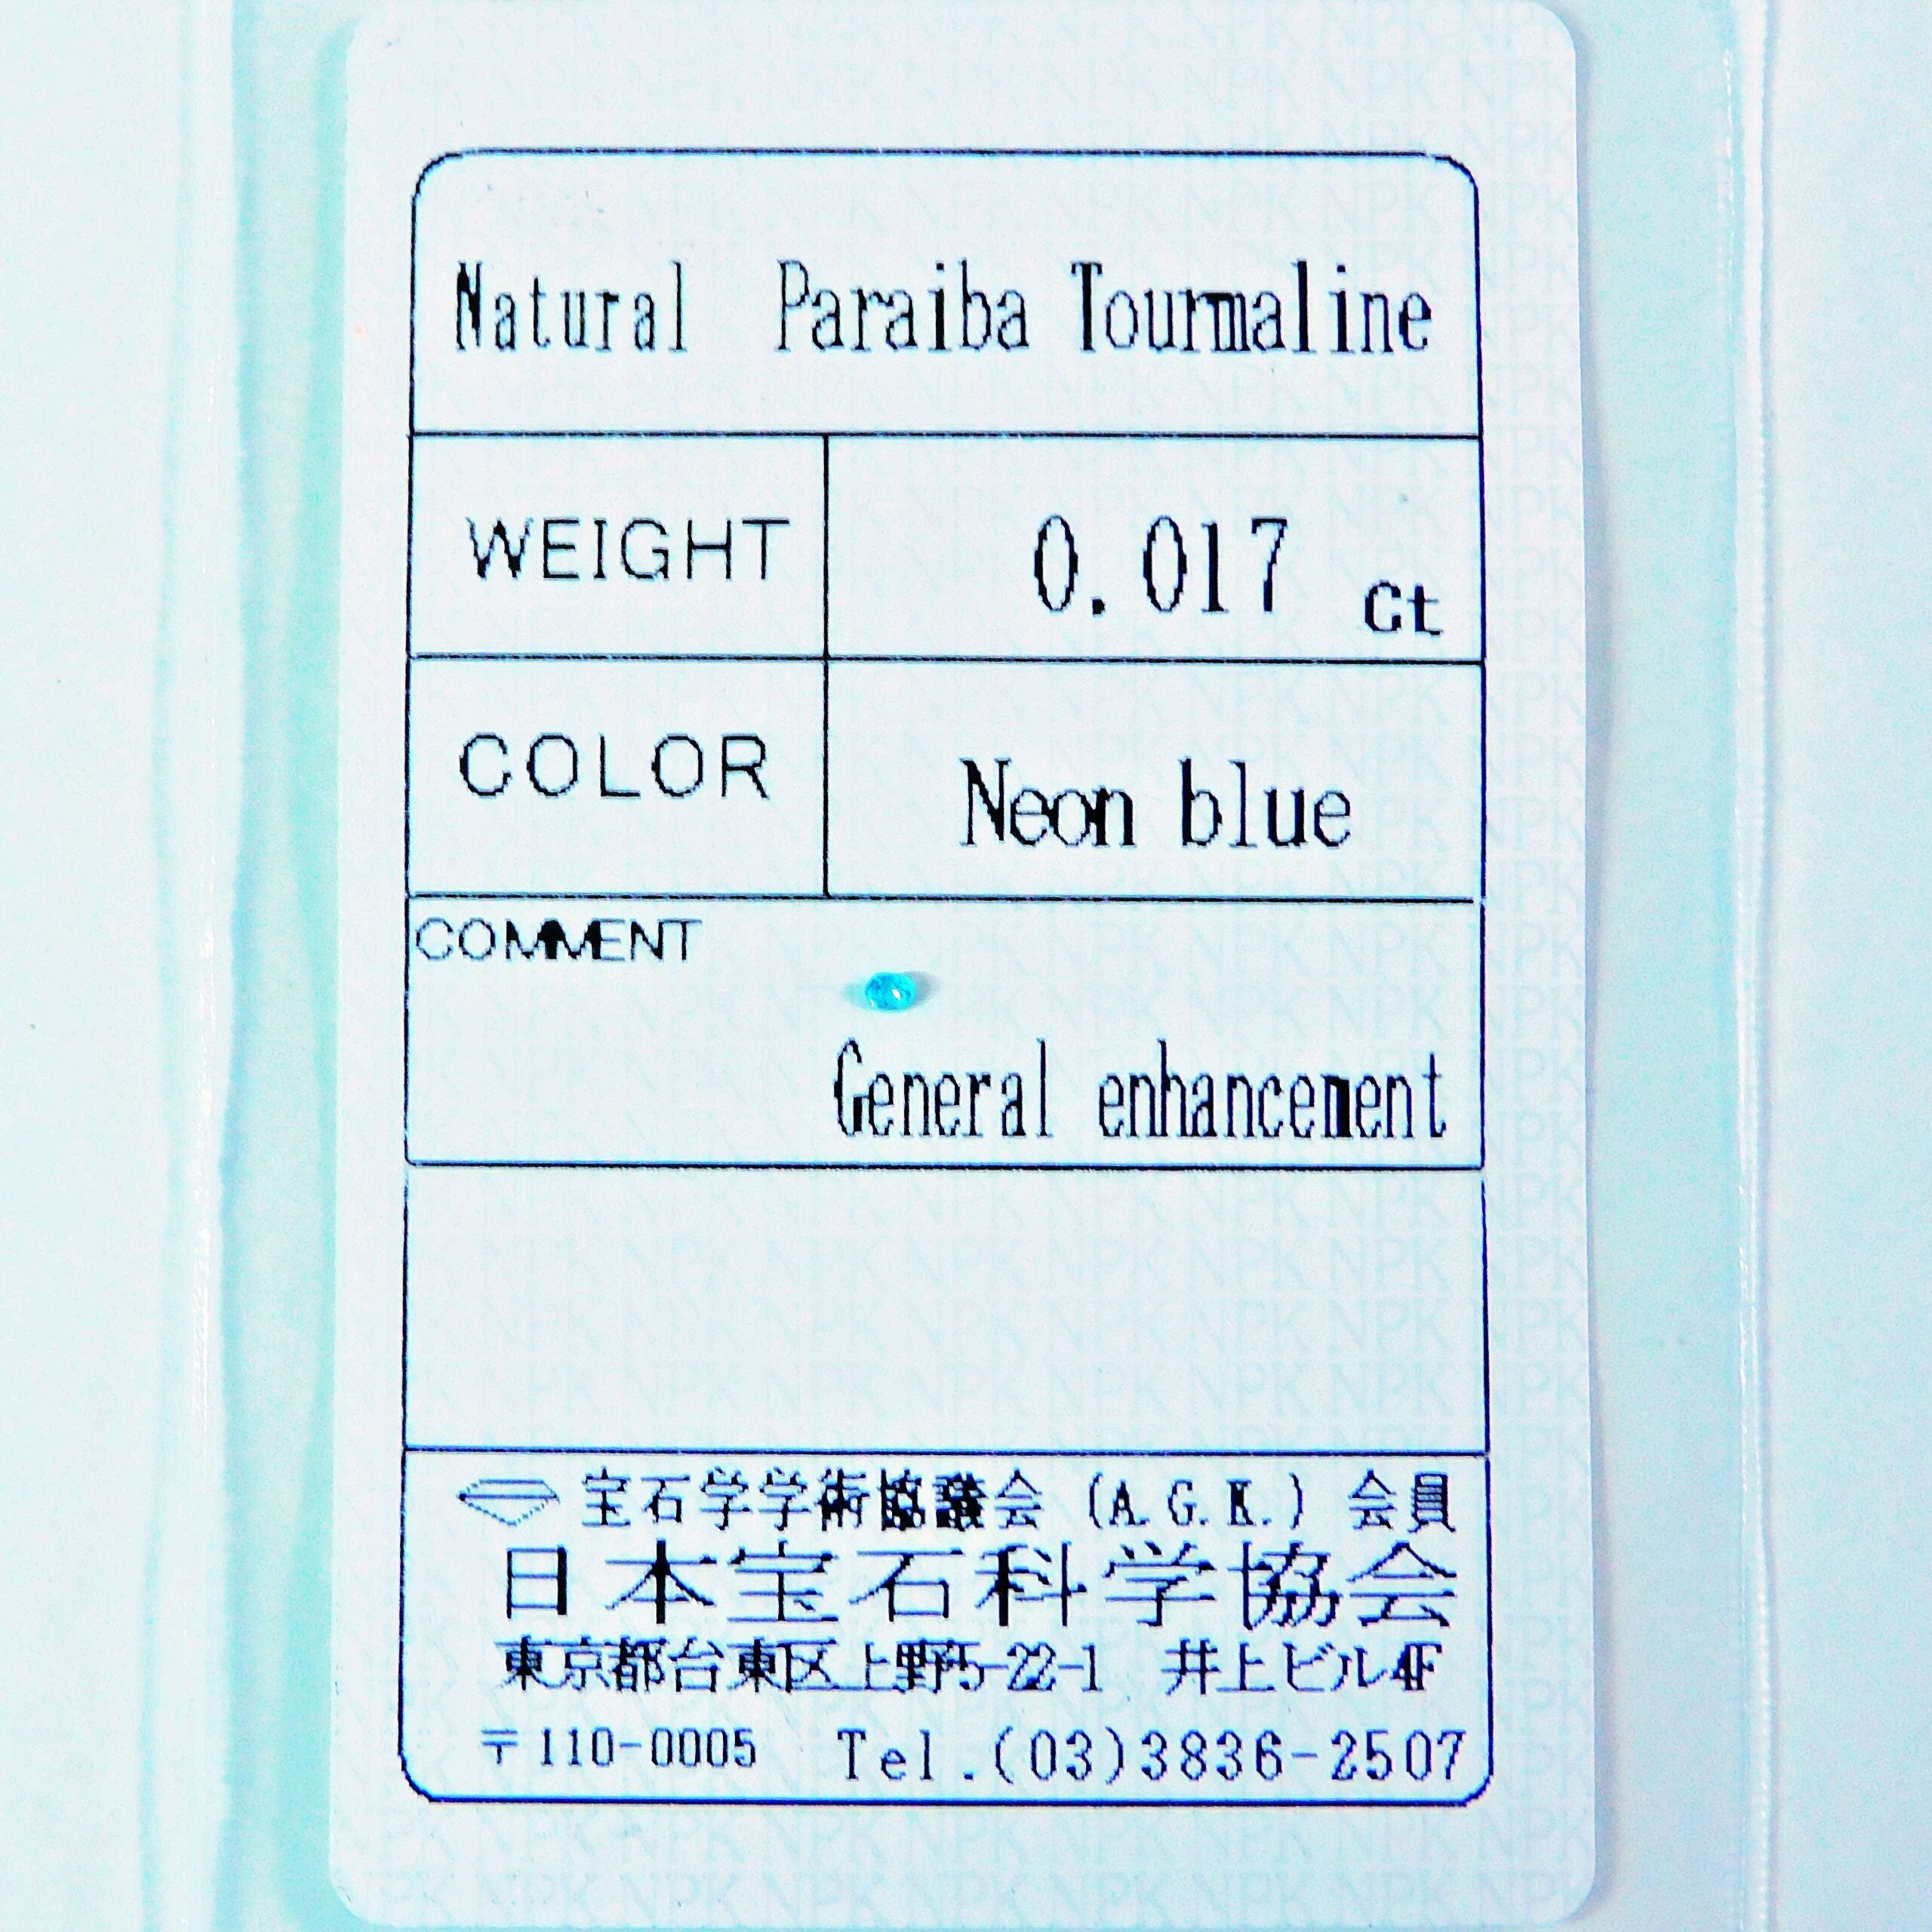 Natural Paraiba Tourmaline
WEIGHT 0.017 Ct
COLOR Neon blue
COMMENT
General enhancement
宝石学学術協議会 (A.G.K.) 会員
日本宝石科学協会
東京都台東区上野5-22-1 井上ビル4F
〒110-0005 Tel.(03)3836-2507
NPK